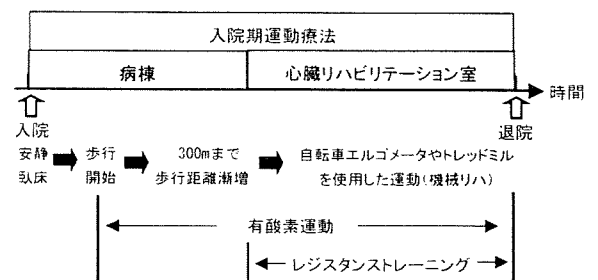 入院期運動療法
病棟
心臓リハビリテーション室
時間
入院
退院
安静
臥床
歩行
開始
300mまで
歩行距離漸増
自転車エルゴメータやトレッドミル
を使用した運動(機械リハ)
有酸素運動
レジスタンストレーニング